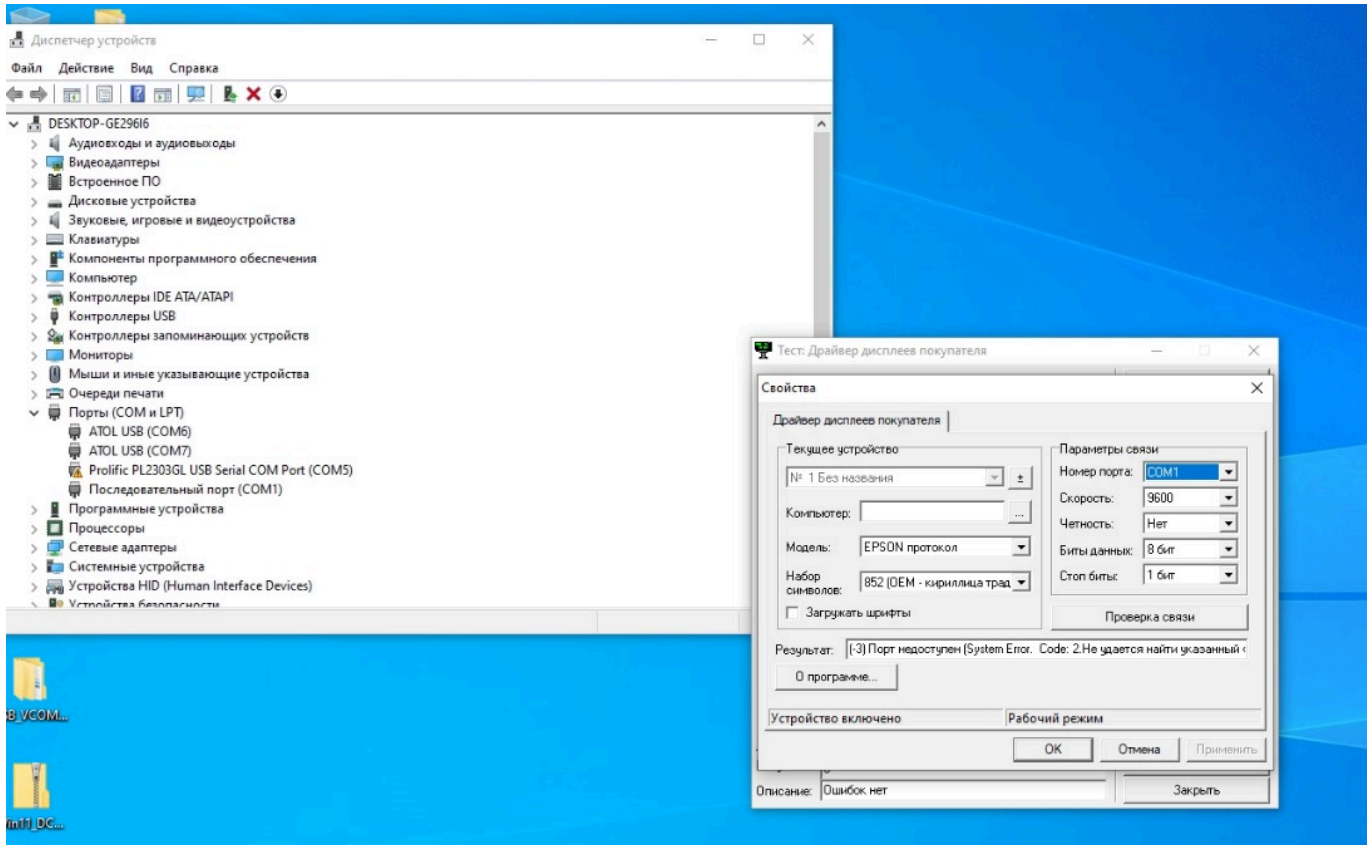 Диспетчер устройств
Файл Действие Вид Справка
DESKTOP-GE296I6
Аудиовходы и аудиовыходы
Видеоадаптеры
Встроенное ПО
Дисковые устройства
Звуковые, игровые и видеоустройства
Клавиатуры
Компоненты программного обеспечения
Компьютер
Контроллеры IDE ATA/ATAPI
Контроллеры USB
Контроллеры запоминающих устройств
Мониторы
Мыши и иные указывающие устройства
Очереди печати
Порты (COM и LPT)
ATOL USB (COM6)
ATOL USB (COM7)
Prolific PL2303GL USB Serial COM Port (COM5)
Последовательный порт (COM1)
Программные устройства
Процессоры
Сетевые адаптеры
Системные устройства
Устройства HID (Human Interface Devices)
Устройства безопасности
Тест: Драйвер дисплеев покупателя
Свойства
Драйвер дисплеев покупателя
Текущее устройство
№ 1 Без названия
±
Компьютер:
...
Модель: EPSON протокол
Набор символов: 852 (OEM - кириллица трад
Загружать шрифты
Параметры связи
Номер порта: COM1
Скорость: 9600
Четность: Нет
Биты данных: 8 бит
Стоп биты: 1 бит
Проверка связи
Результат: (-3) Порт недоступен (System Error. Code: 2.Не удается найти указанный
О программе...
Устройство включено Рабочий режим
OK Отмена Применить
Описание: Ошибок нет
Закрыть